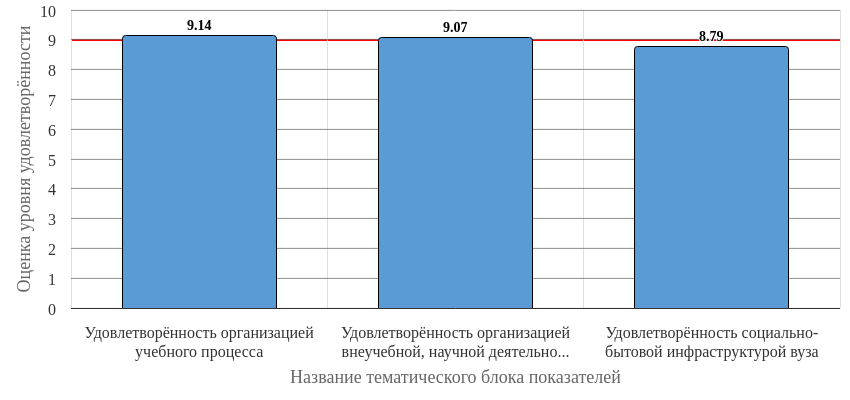 Оценка уровня удовлетворённости
10
9
8
7
6
5
4
3
2
1
0
9.14
9.07
8.79
Удовлетворённость организацией
учебного процесса
Удовлетворённость организацией
внеучебной, научной деятельно...
Удовлетворённость социально-
бытовой инфраструктурой вуза
Название тематического блока показателей